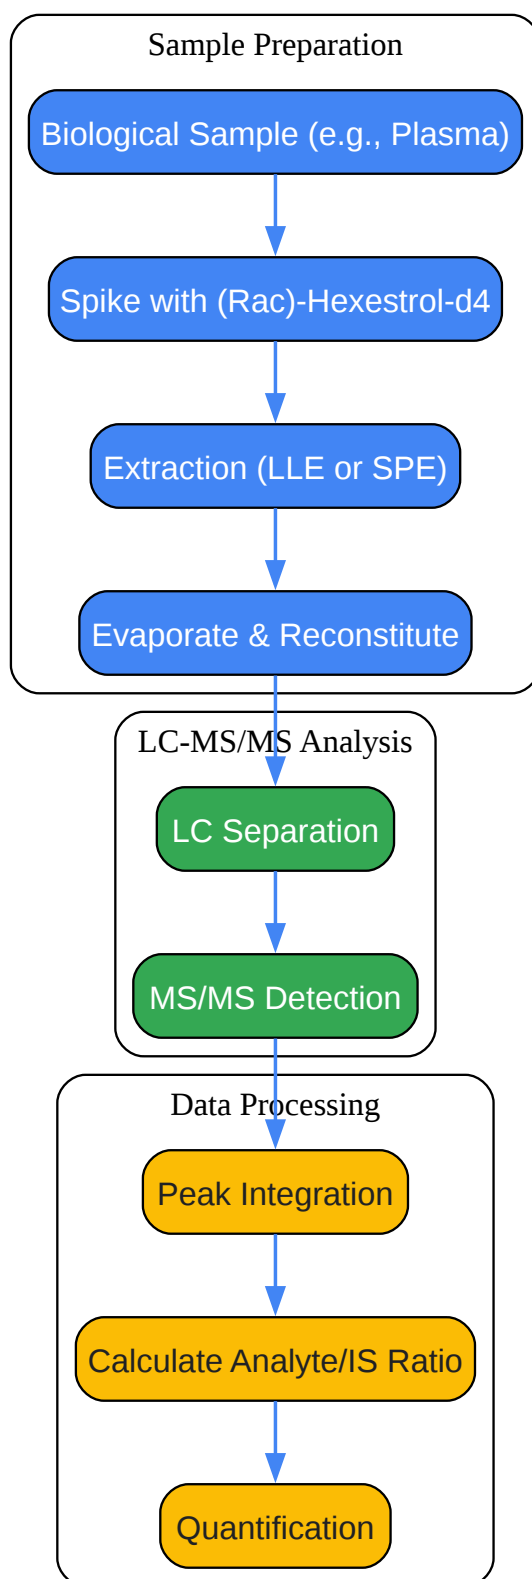 Sample Preparation
Biological Sample (e.g., Plasma)
Spike with (Rac)-Hexestrol-d4
Extraction (LLE or SPE)
Evaporate & Reconstitute
LC-MS/MS Analysis
LC Separation
MS/MS Detection
Data Processing
Peak Integration
Calculate Analyte/IS Ratio
Quantification